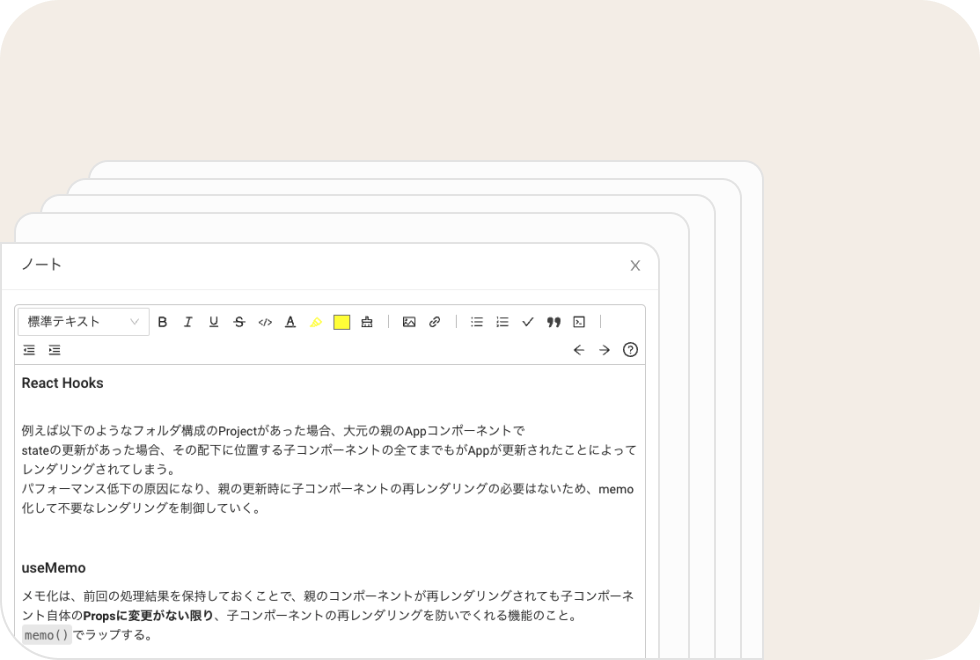 ノート
標準テキスト
React Hooks
例えば以下のようなフォルダ構成のProjectがあった場合、大元の親のAppコンポーネントで
stateの更新があった場合、その配下に位置する子コンポーネントの全てまでもがAppが更新されたことによって
レンダリングされてしまう。
パフォーマンス低下の原因になり、親の更新時に子コンポーネントの再レンダリングの必要はないため、memo
化して不要なレンダリングを制御していく。
useMemo
メモ化は、前回の処理結果を保持しておくことで、親のコンポーネントが再レンダリングされても子コンポーネ
ント自体のPropsに変更がない限り、子コンポーネントの再レンダリングを防いでくれる機能のこと。
memo()でラップする。